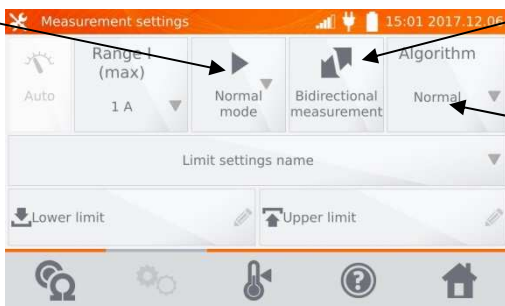 Measurement settings 15:01 2017.12.06
Auto
Range I
(max)
1 A
Normal
mode
Bidirectional
measurement
Algorithm
Normal
Limit settings name
Lower limit
Upper limit